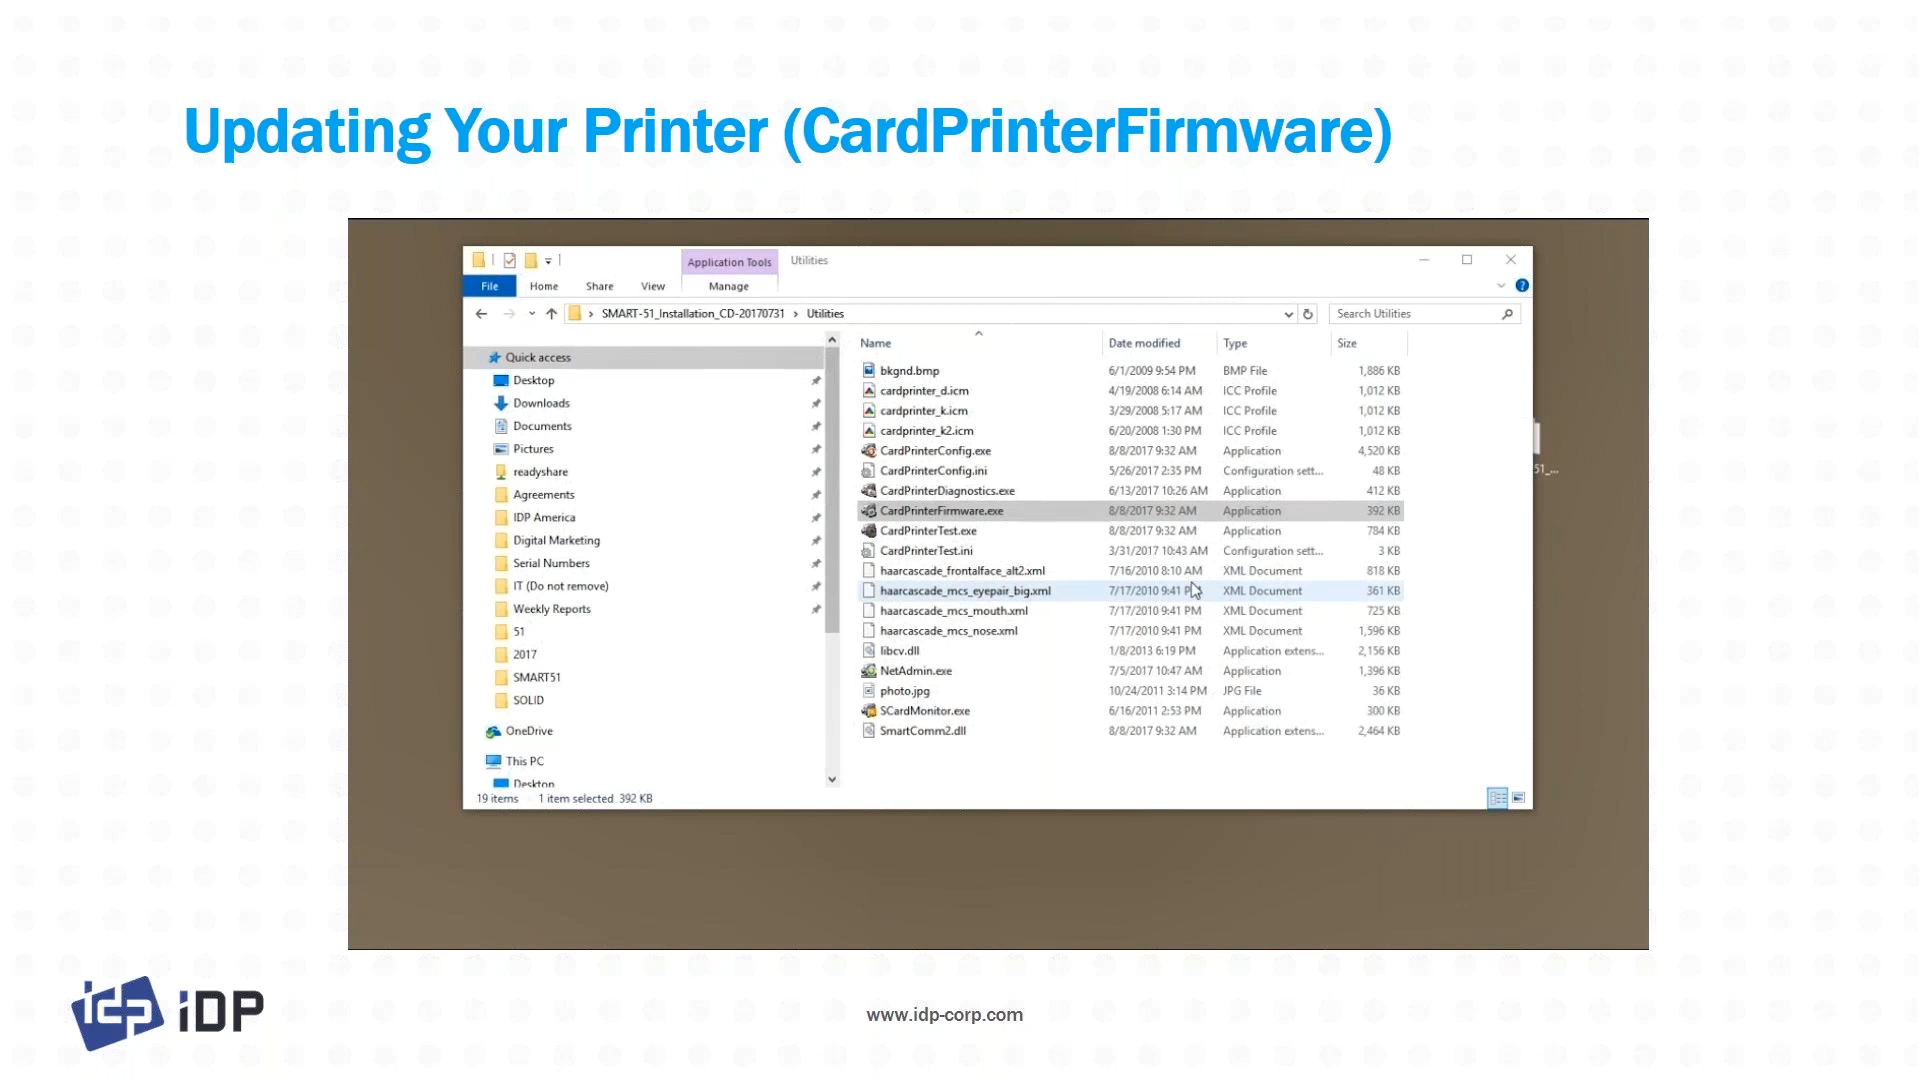 Updating Your Printer (CardPrinterFirmware)
Application Tools Utilities
File Home Share View Manage
SMART-51_Installation_CD-20170731 Utilities Search Utilities
Quick access
Desktop
Downloads
Documents
Pictures
readyshare
Agreements
IDP America
Digital Marketing
Serial Numbers
IT (Do not remove)
Weekly Reports
51
2017
SMART51
SOLID
OneDrive
This PC
Desktop
Name Date modified Type Size
bkgnd.bmp 6/1/2009 9:54 PM BMP File 1,886 KB
cardprinter_d.icm 4/19/2008 6:14 AM ICC Profile 1,012 KB
cardprinter_k.icm 3/29/2008 5:17 AM ICC Profile 1,012 KB
cardprinter_k2.icm 6/20/2008 1:30 PM ICC Profile 1,012 KB
CardPrinterConfig.exe 8/8/2017 9:32 AM Application 4,520 KB
CardPrinterConfig.ini 5/26/2017 2:35 PM Configuration sett... 48 KB
CardPrinterDiagnostics.exe 6/13/2017 10:26 AM Application 412 KB
CardPrinterFirmware.exe 8/8/2017 9:32 AM Application 392 KB
CardPrinterTest.exe 8/8/2017 9:32 AM Application 784 KB
CardPrinterTest.ini 3/31/2017 10:43 AM Configuration sett... 3 KB
haarcascade_frontalface_alt2.xml 7/16/2010 8:10 AM XML Document 818 KB
haarcascade_mcs_eyepair_big.xml 7/17/2010 9:41 PM XML Document 361 KB
haarcascade_mcs_mouth.xml 7/17/2010 9:41 PM XML Document 725 KB
haarcascade_mcs_nose.xml 7/17/2010 9:41 PM XML Document 1,596 KB
libcv.dll 1/8/2013 6:19 PM Application extens... 2,156 KB
NetAdmin.exe 7/5/2017 10:47 AM Application 1,396 KB
photo.jpg 10/24/2011 3:14 PM JPG File 36 KB
SCardMonitor.exe 6/16/2011 2:53 PM Application 300 KB
SmartComm2.dll 8/8/2017 9:32 AM Application extens... 2,464 KB
51_...
19 items 1 item selected 392 KB
idp iDP
www.idp-corp.com